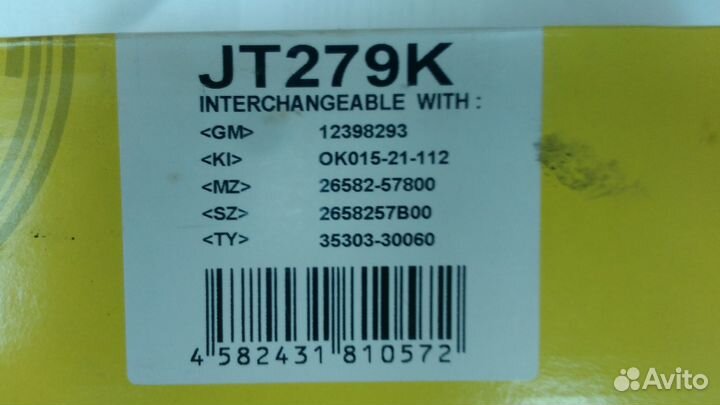 JT279K
INTERCHANGEABLE WITH :
<GM> 12398293
<KI> OK015-21-112
<MZ> 26582-57800
<SZ> 2658257B00
<TY> 35303-30060
4 582431 810572
Avito